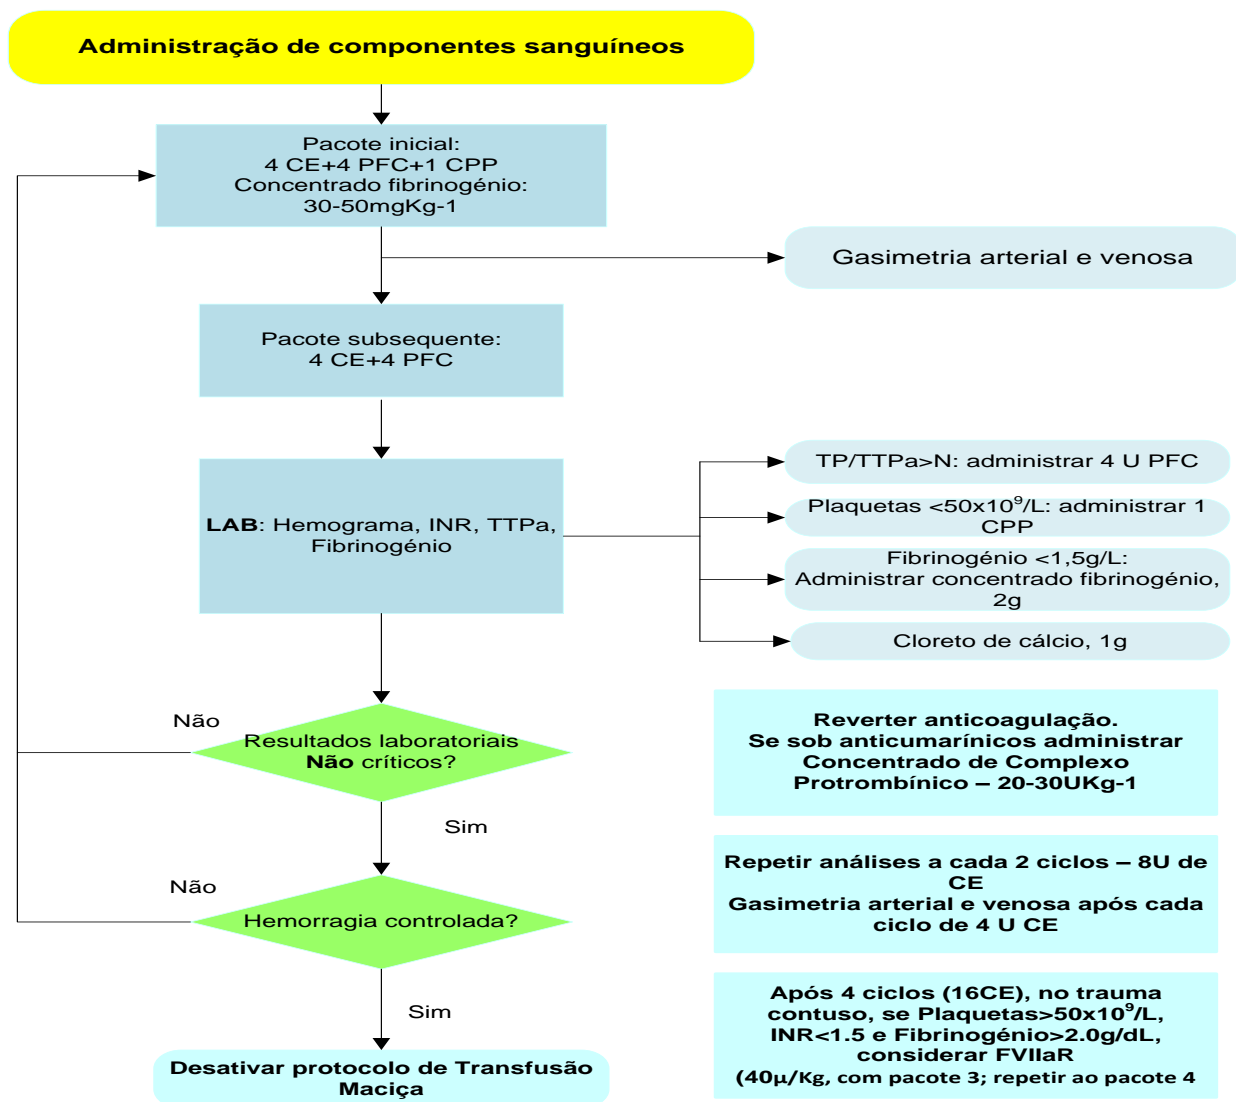 Administração de componentes sanguíneos
Pacote inicial:
4 CE+4 PFC+1 CPP
Concentrado fibrinogénio:
30-50mgKg-1
Gasimetria arterial e venosa
Pacote subsequente:
4 CE+4 PFC
LAB: Hemograma, INR, TTPa,
Fibrinogénio
TP/TTPa>N: administrar 4 U PFC
Plaquetas <50x10⁹/L: administrar 1
CPP
Fibrinogénio <1,5g/L:
Administrar concentrado fibrinogénio,
2g
Cloreto de cálcio, 1g
Não
Resultados laboratoriais
Não críticos?
Sim
Não
Hemorragia controlada?
Sim
Desativar protocolo de Transfusão
Maciça
Reverter anticoagulação.
Se sob anticumarínicos administrar
Concentrado de Complexo
Protrombínico – 20-30UKg-1
Repetir análises a cada 2 ciclos – 8U de
CE
Gasimetria arterial e venosa após cada
ciclo de 4 U CE
Após 4 ciclos (16CE), no trauma
contuso, se Plaquetas>50x10⁹/L,
INR<1.5 e Fibrinogénio>2.0g/dL,
considerar FVIIaR
(40µ/Kg, com pacote 3; repetir ao pacote 4